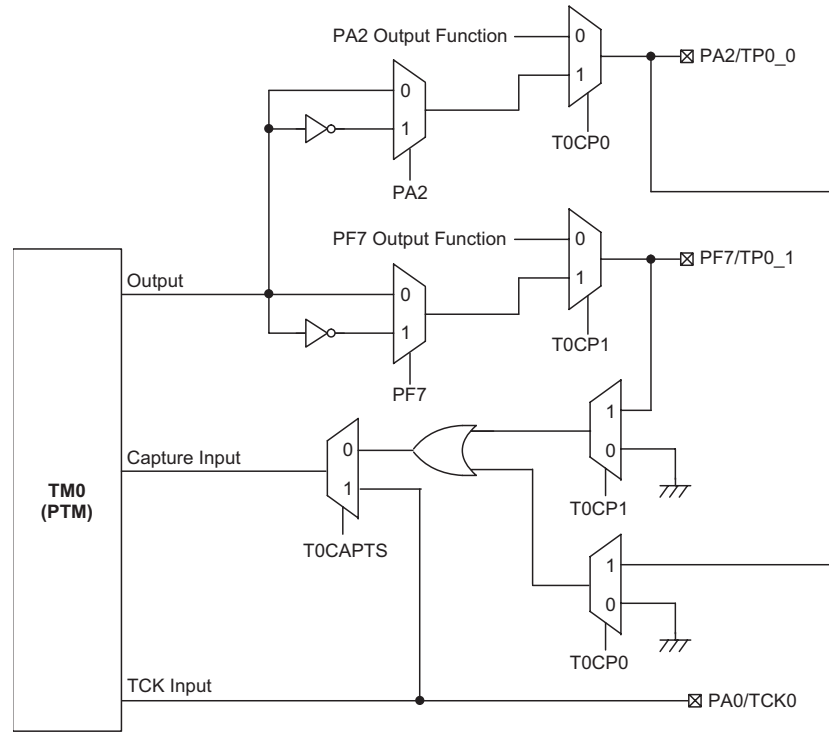 PA2 Output Function
0
1
T0CP0
PA2/TP0_0
0
1
PA2
PF7 Output Function
0
1
T0CP1
PF7/TP0_1
Output
0
1
PF7
1
0
T0CP1
Capture Input
0
1
T0CAPTS
TM0
(PTM)
1
0
T0CP0
TCK Input
PA0/TCK0